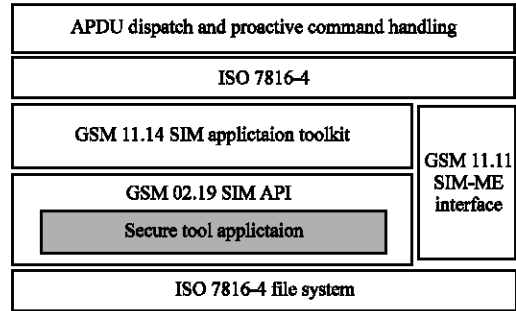 APDU dispatch and proactive command handling
ISO 7816-4
GSM 11.14 SIM applictaion toolkit
GSM 11.11
SIM-ME
interface
GSM 02.19 SIM API
Secure tool applictaion
ISO 7816-4 file system